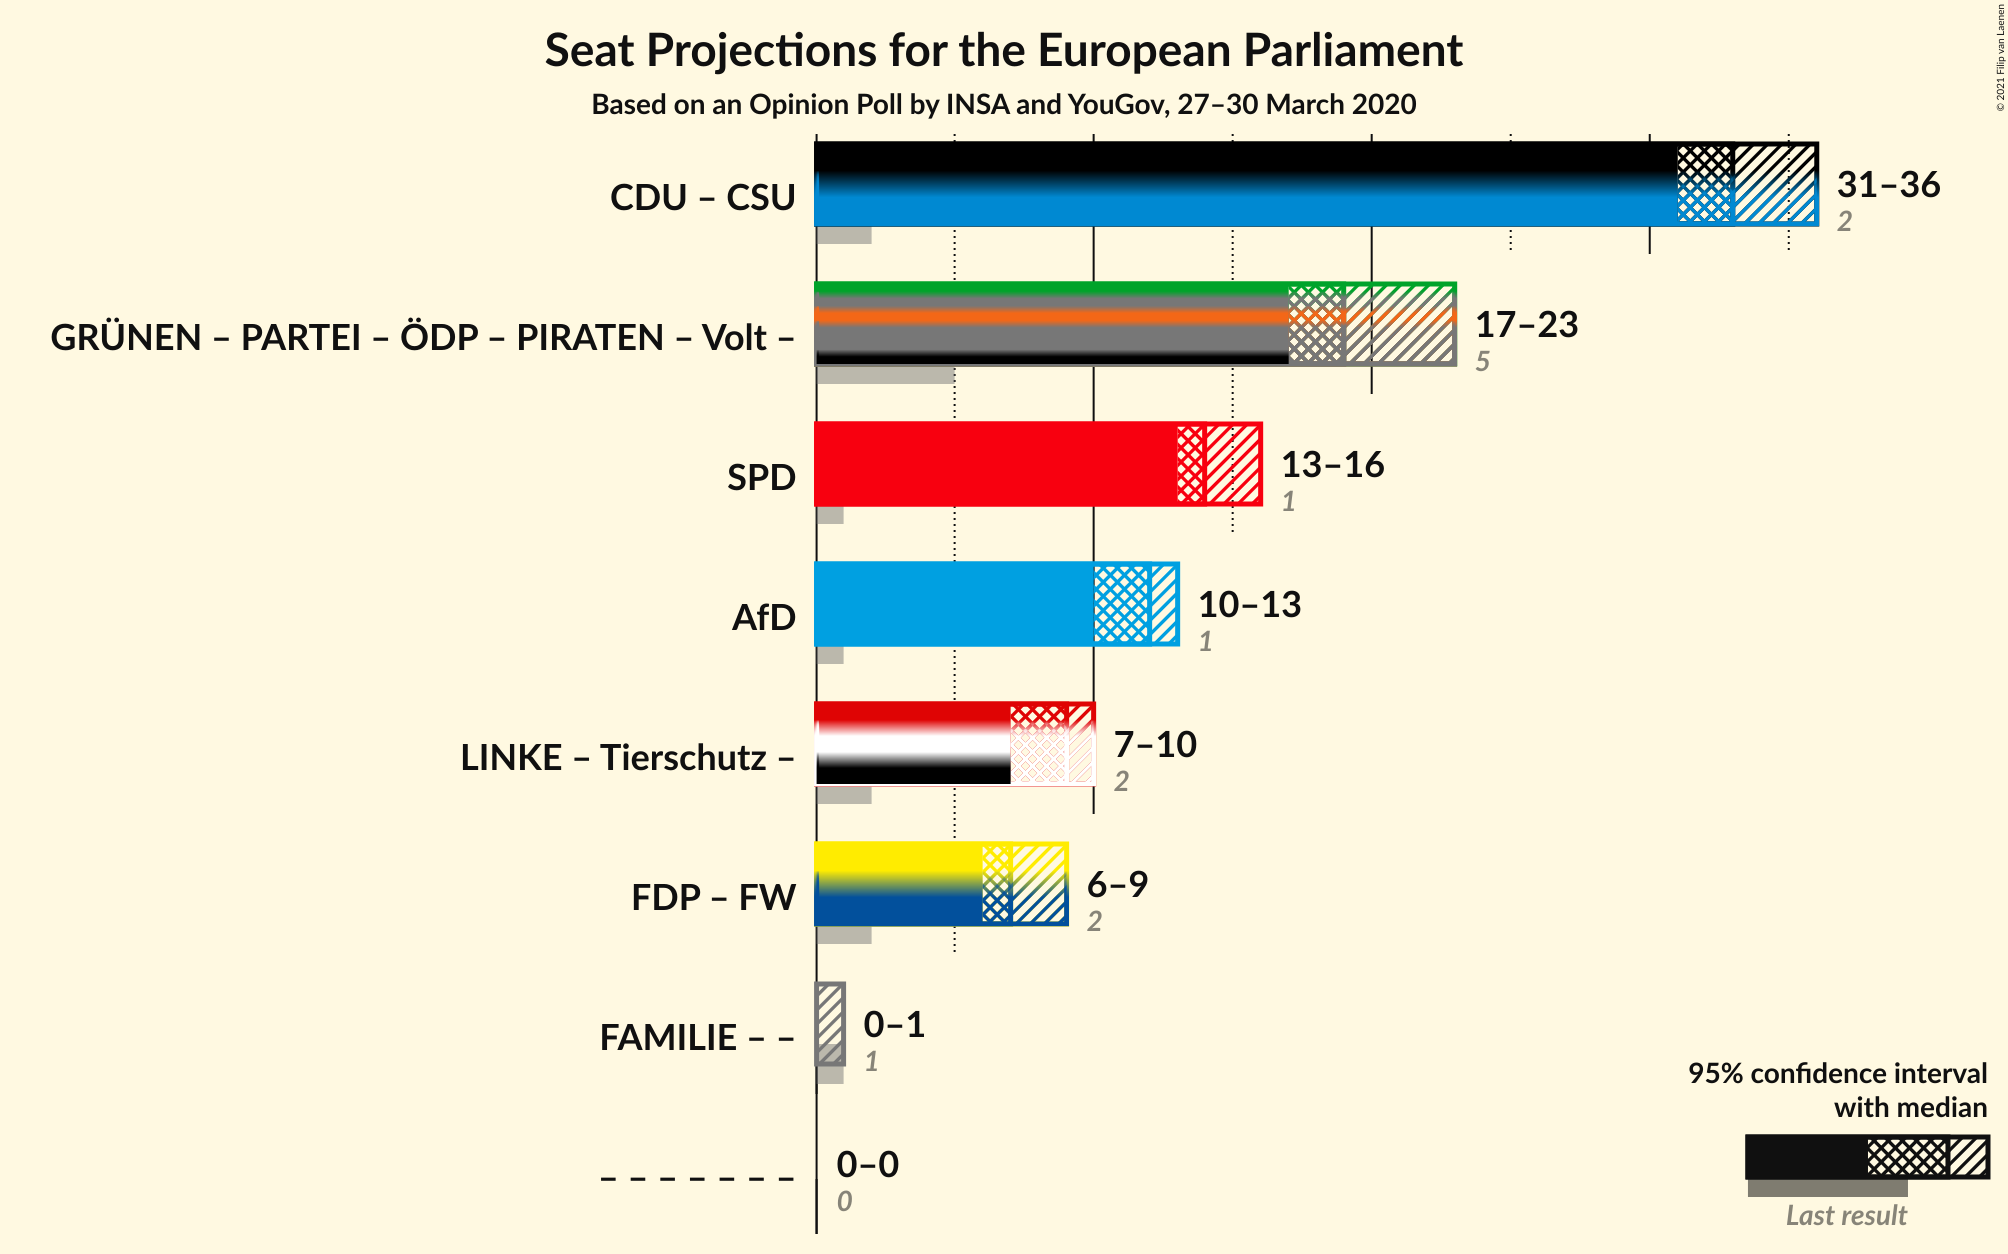 Seat Projections for the European Parliament
Based on an Opinion Poll by INSA and YouGov, 27–30 March 2020
© 2021 Filip van Laenen
CDU – CSU
31–36
2
GRÜNEN – PARTEI – ÖDP – PIRATEN – Volt –
17–23
5
SPD
13–16
1
AfD
10–13
1
LINKE – Tierschutz –
7–10
2
FDP – FW
6–9
2
FAMILIE – –
0–1
1
– – – – – – –
0–0
0
95% confidence interval
with median
Last result